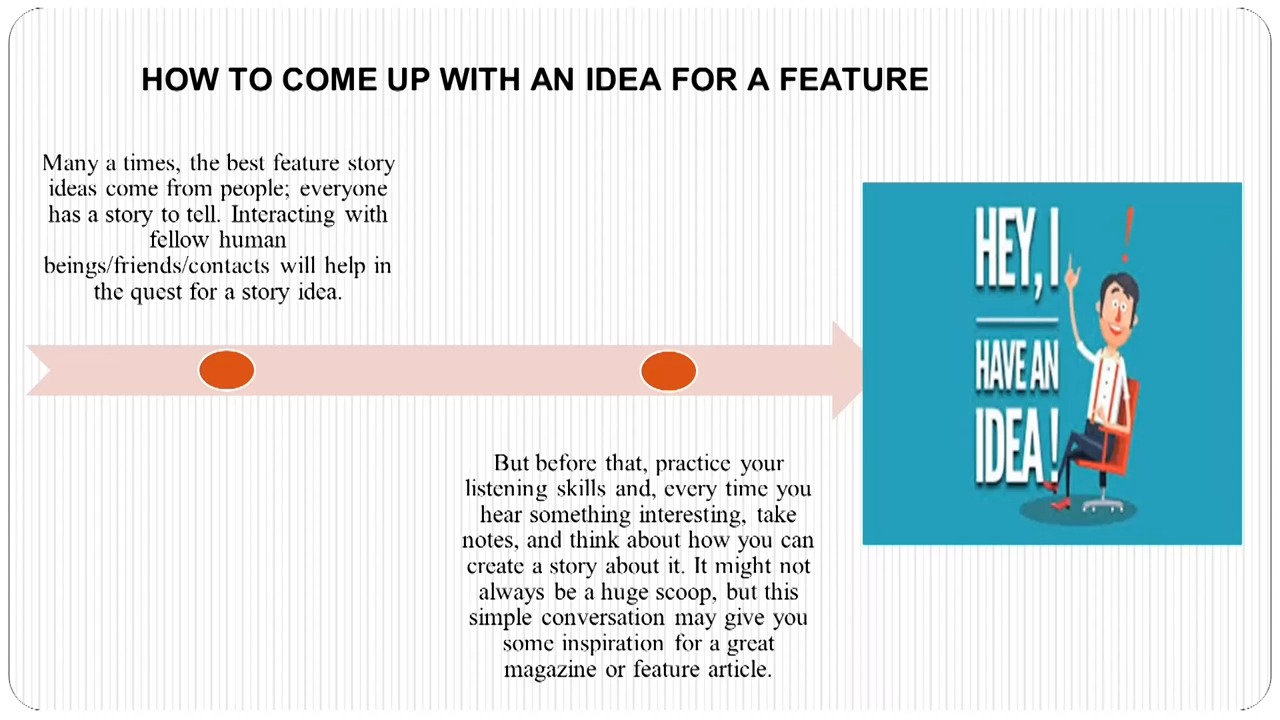 HOW TO COME UP WITH AN IDEA FOR A FEATURE
Many a times, the best feature story
ideas come from people; everyone
has a story to tell. Interacting with
fellow human
beings/friends/contacts will help in
the quest for a story idea.
But before that, practice your
listening skills and, every time you
hear something interesting, take
notes, and think about how you can
create a story about it. It might not
always be a huge scoop, but this
simple conversation may give you
some inspiration for a great
magazine or feature article.
HEY, I
HAVE AN
IDEA!